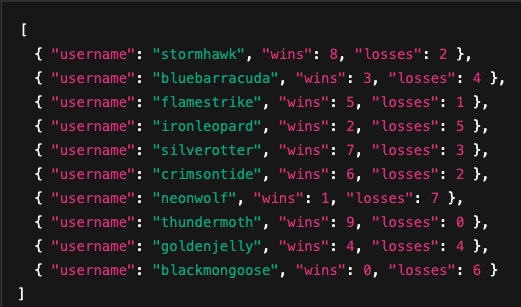 [
{ "username": "stormhawk", "wins": 8, "losses": 2 },
{ "username": "bluebarracuda", "wins": 3, "losses": 4 },
{ "username": "flamestrike", "wins": 5, "losses": 1 },
{ "username": "ironleopard", "wins": 2, "losses": 5 },
{ "username": "silverotter", "wins": 7, "losses": 3 },
{ "username": "crimsontide", "wins": 6, "losses": 2 },
{ "username": "neonwolf", "wins": 1, "losses": 7 },
{ "username": "thundermoth", "wins": 9, "losses": 0 },
{ "username": "goldenjelly", "wins": 4, "losses": 4 },
{ "username": "blackmongoose", "wins": 0, "losses": 6 }
]